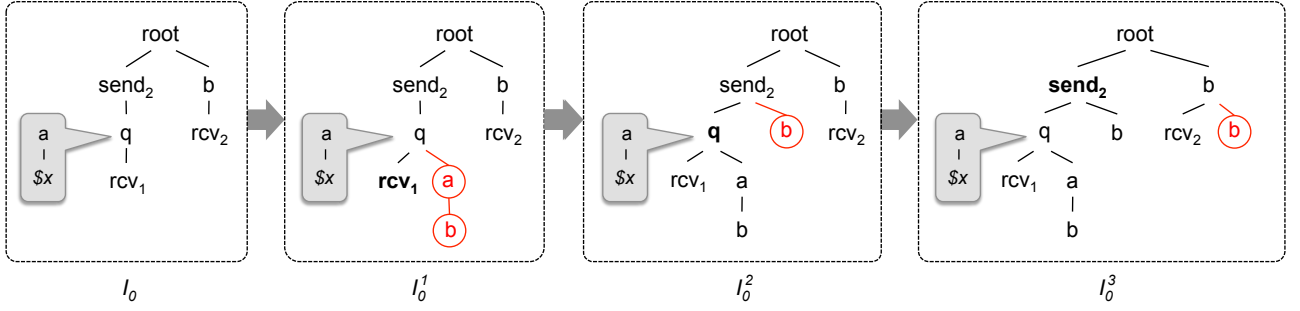 root
send₂ b
a q rcv₂
$x rcv₁
I₀
root
send₂ b
a q rcv₂
$x rcv₁ a
b
I₀¹
root
send₂ b
a q b rcv₂
$x rcv₁ a
b
I₀²
root
send₂ b
a q b rcv₂ b
$x rcv₁ a
b
I₀³